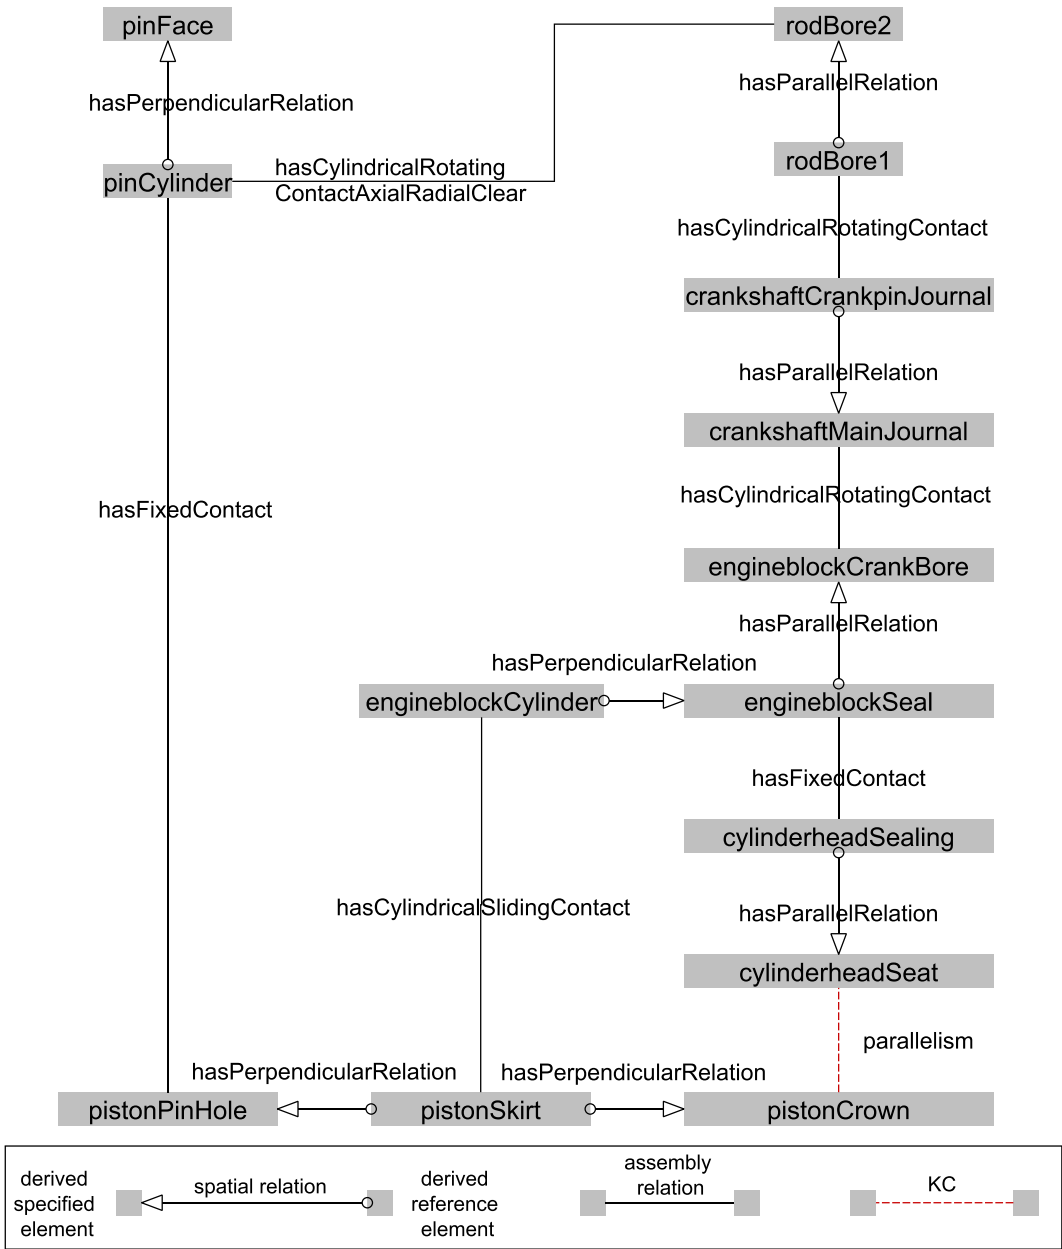 pinFace
rodBore2
hasParallelRelation
hasPerpendicularRelation
rodBore1
hasCylindricalRotating
ContactAxialRadialClear
pinCylinder
hasCylindricalRotatingContact
crankshaftCrankpinJournal
hasParallelRelation
crankshaftMainJournal
hasCylindricalRotatingContact
hasFixedContact
engineblockCrankBore
hasParallelRelation
hasPerpendicularRelation
engineblockCylinder
engineblockSeal
hasFixedContact
cylinderheadSealing
hasCylindricalSlidingContact
hasParallelRelation
cylinderheadSeat
parallelism
hasPerpendicularRelation
hasPerpendicularRelation
pistonPinHole
pistonSkirt
pistonCrown
derived
specified
element
spatial relation
derived
reference
element
assembly
relation
KC